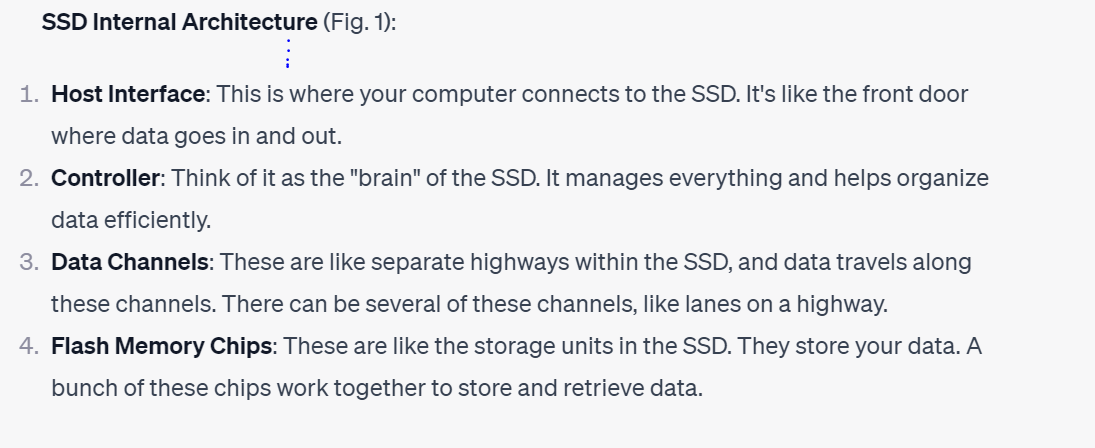 SSD Internal Architecture (Fig. 1):
1. Host Interface: This is where your computer connects to the SSD. It's like the front door
where data goes in and out.
2. Controller: Think of it as the "brain" of the SSD. It manages everything and helps organize
data efficiently.
3. Data Channels: These are like separate highways within the SSD, and data travels along
these channels. There can be several of these channels, like lanes on a highway.
4. Flash Memory Chips: These are like the storage units in the SSD. They store your data. A
bunch of these chips work together to store and retrieve data.